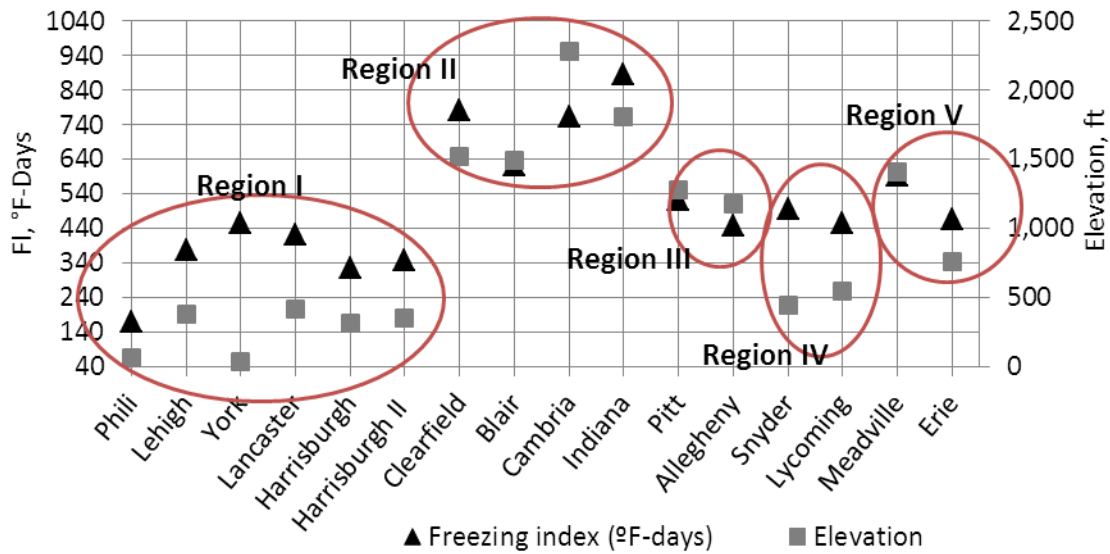 FI, °F-Days
1040
940
840
740
640
540
440
340
240
140
40
2,500
2,000
1,500
1,000
500
0
Elevation, ft
Region I
Region II
Region III
Region IV
Region V
Phili
Lehigh
York
Lancaster
Harrisburgh
Harrisburgh II
Clearfield
Blair
Cambria
Indiana
Pitt
Allegheny
Snyder
Lycoming
Meadville
Erie
Freezing index (ºF-days)
Elevation